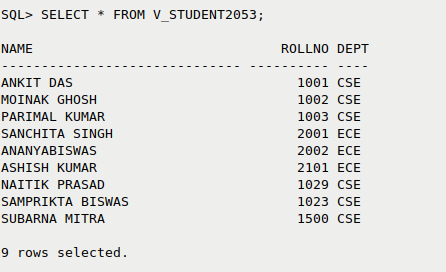 SQL> SELECT * FROM V_STUDENT2053;
NAME ROLLNO DEPT
------------------------------ ---------- ----
ANKIT DAS 1001 CSE
MOINAK GHOSH 1002 CSE
PARIMAL KUMAR 1003 CSE
SANCHITA SINGH 2001 ECE
ANANYABISWAS 2002 ECE
ASHISH KUMAR 2101 ECE
NAITIK PRASAD 1029 CSE
SAMPRIKTA BISWAS 1023 CSE
SUBARNA MITRA 1500 CSE
9 rows selected.